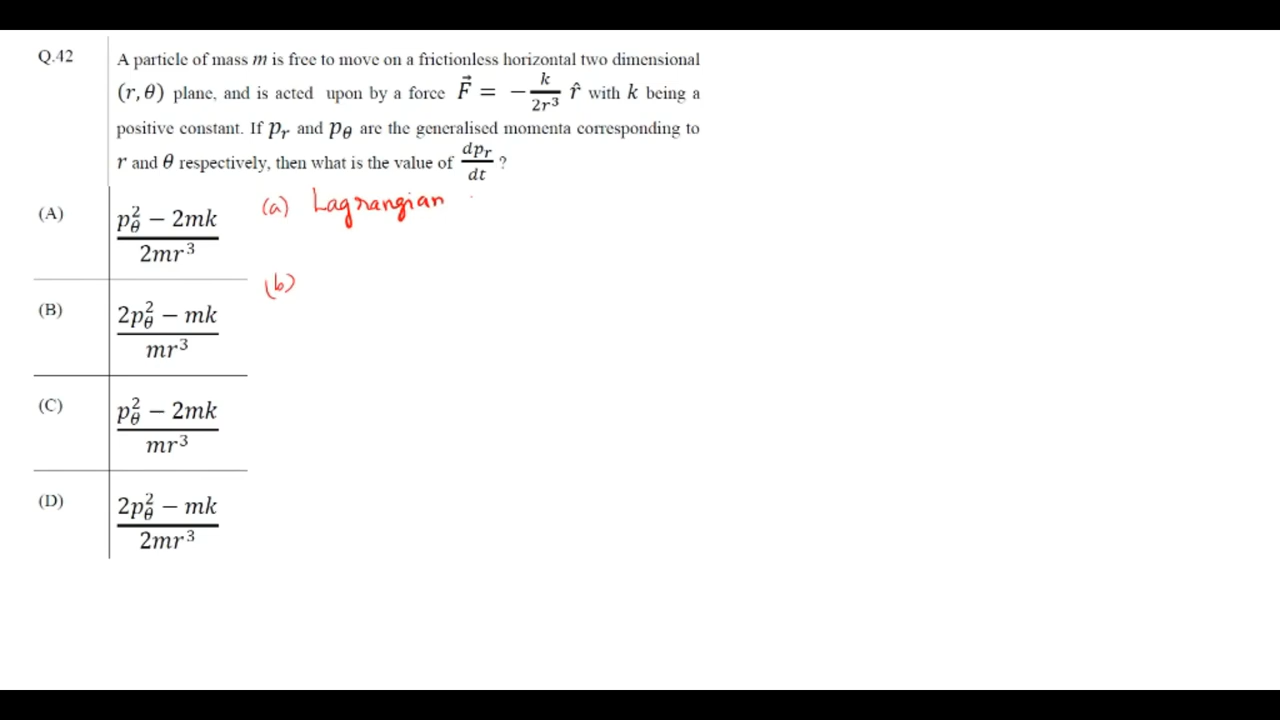 Q.42
A particle of mass m is free to move on a frictionless horizontal two dimensional
(r, θ) plane, and is acted upon by a force F⃗ = − k/2r³ r̂ with k being a
positive constant. If pᵣ and p_θ are the generalised momenta corresponding to
r and θ respectively, then what is the value of dpᵣ/dt ?
(a) Lagrangian
(A) (p_θ² − 2mk)/2mr³
(b)
(B) (2p_θ² − mk)/mr³
(C) (p_θ² − 2mk)/mr³
(D) (2p_θ² − mk)/2mr³